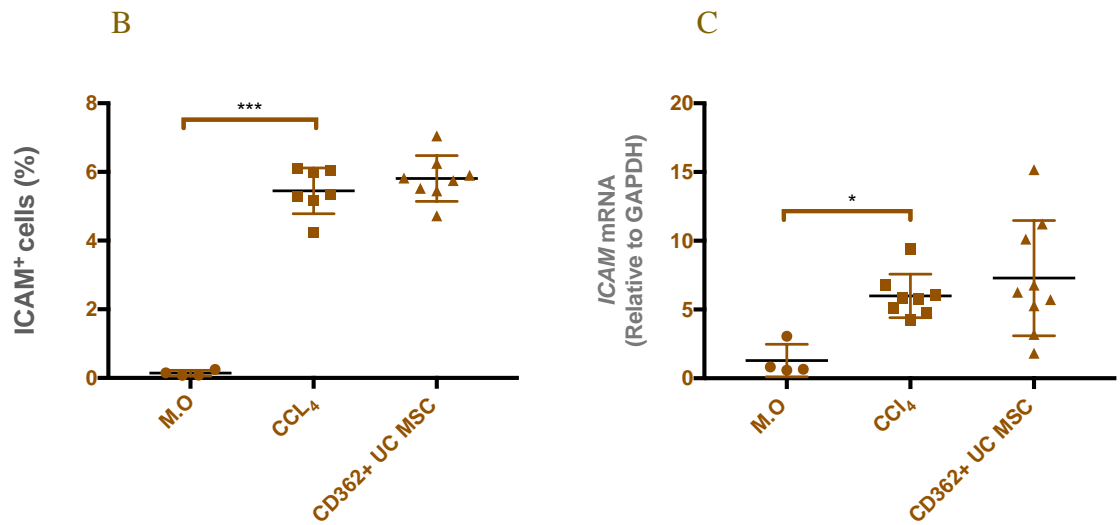 B
ICAM⁺ cells (%)
8
6
4
2
0
***
M.O
CCL₄
CD362+ UC MSC
C
ICAM mRNA
(Relative to GAPDH)
20
15
10
5
0
*
M.O
CCl₄
CD362+ UC MSC